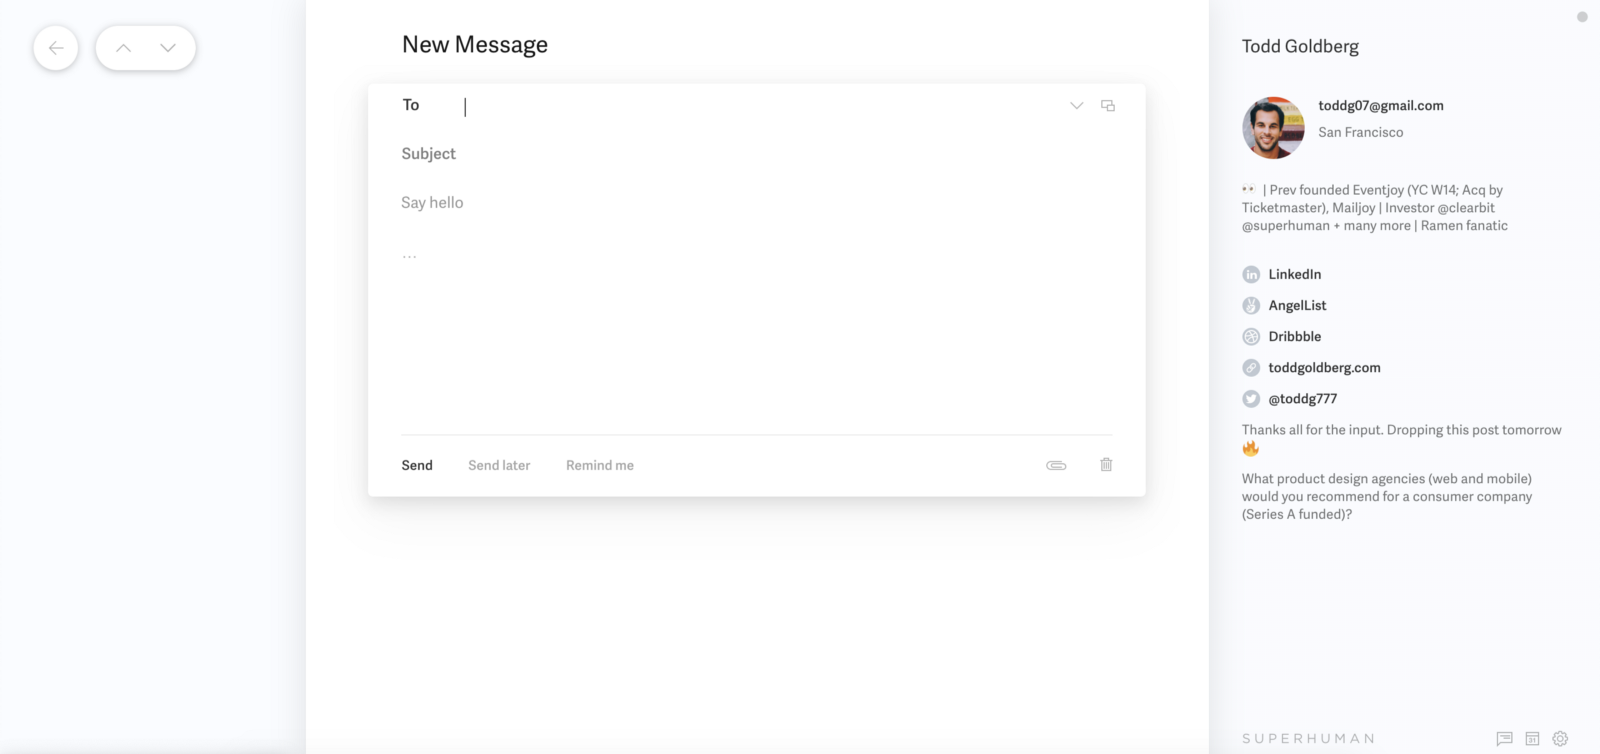 New Message
To
Subject
Say hello
...
Send
Send later
Remind me
Todd Goldberg
toddg07@gmail.com
San Francisco
👀 | Prev founded Eventjoy (YC W14; Acq by
Ticketmaster), Mailjoy | Investor @clearbit
@superhuman + many more | Ramen fanatic
in
LinkedIn
AngelList
Dribbble
toddgoldberg.com
@toddg777
Thanks all for the input. Dropping this post tomorrow
🔥
What product design agencies (web and mobile)
would you recommend for a consumer company
(Series A funded)?
SUPERHUMAN